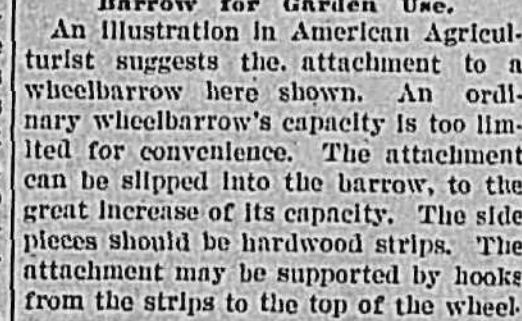 Barrow for Garden Use.
An illustration in American Agricul-
turist suggests the. attachment to a
wheelbarrow here shown. An ordi-
nary wheelbarrow's capacity is too lim-
ited for convenience. The attachment
can be slipped into the barrow, to the
great increase of its capacity. The side
pieces should be hardwood strips. The
attachment may be supported by hooks
from the strips to the top of the wheel-